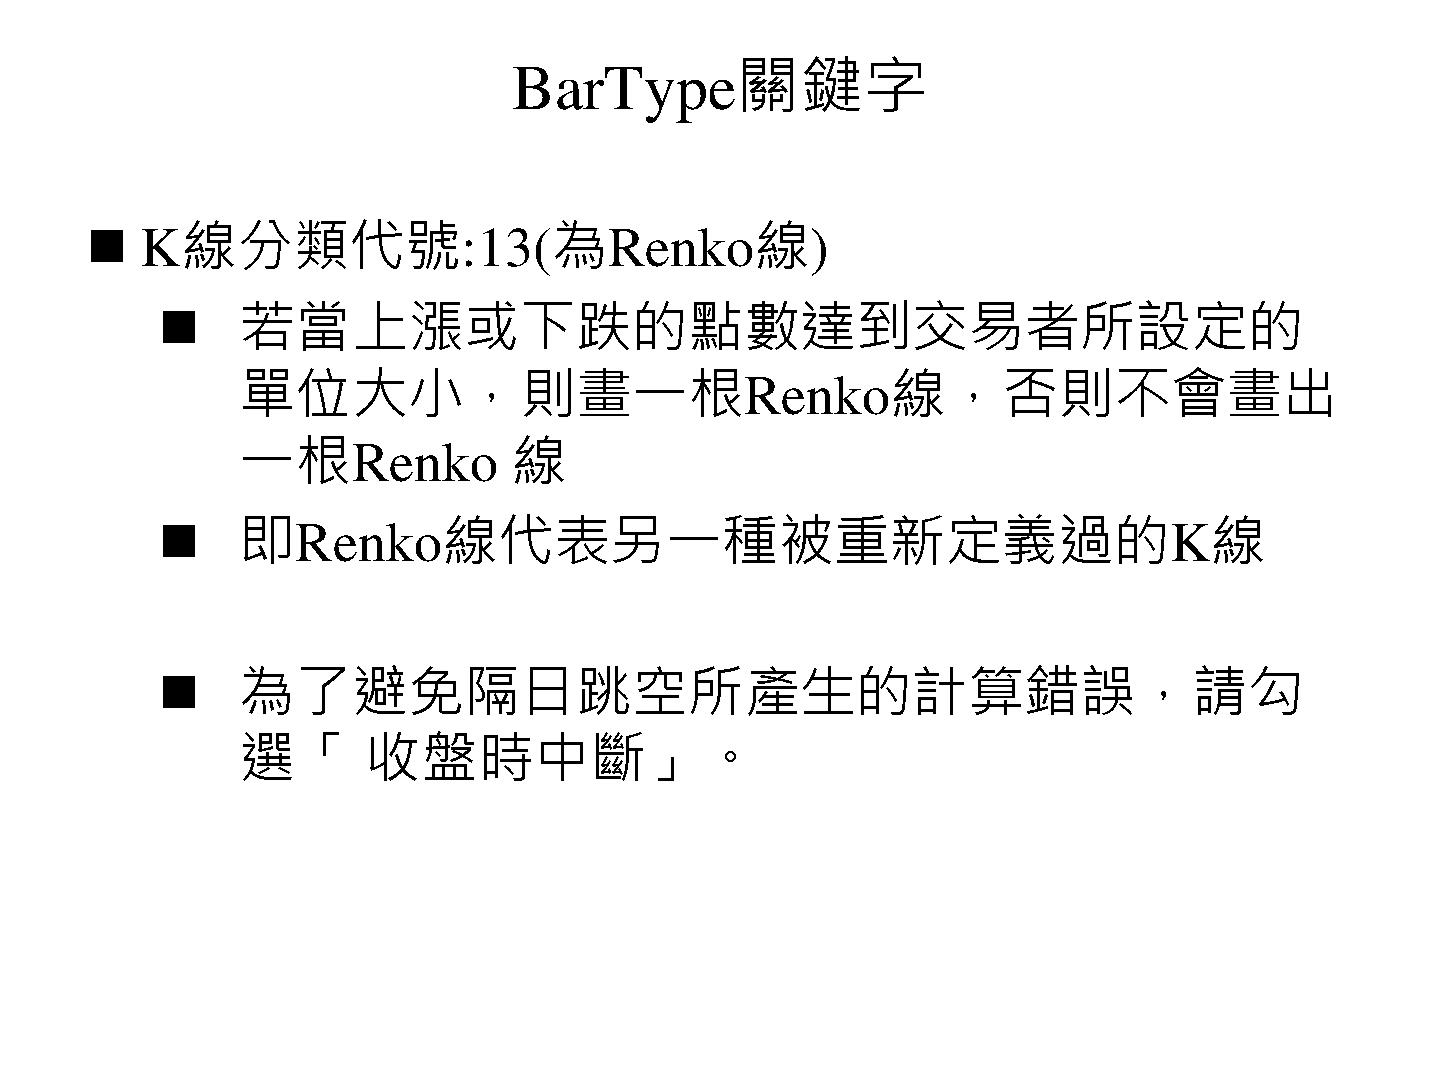 BarType關鍵字
■ K線分類代號:13(為Renko線)
■ 若當上漲或下跌的點數達到交易者所設定的
單位大小，則畫一根Renko線，否則不會畫出
一根Renko 線
■ 即Renko線代表另一種被重新定義過的K線
■ 為了避免隔日跳空所產生的計算錯誤，請勾
選「 收盤時中斷」。